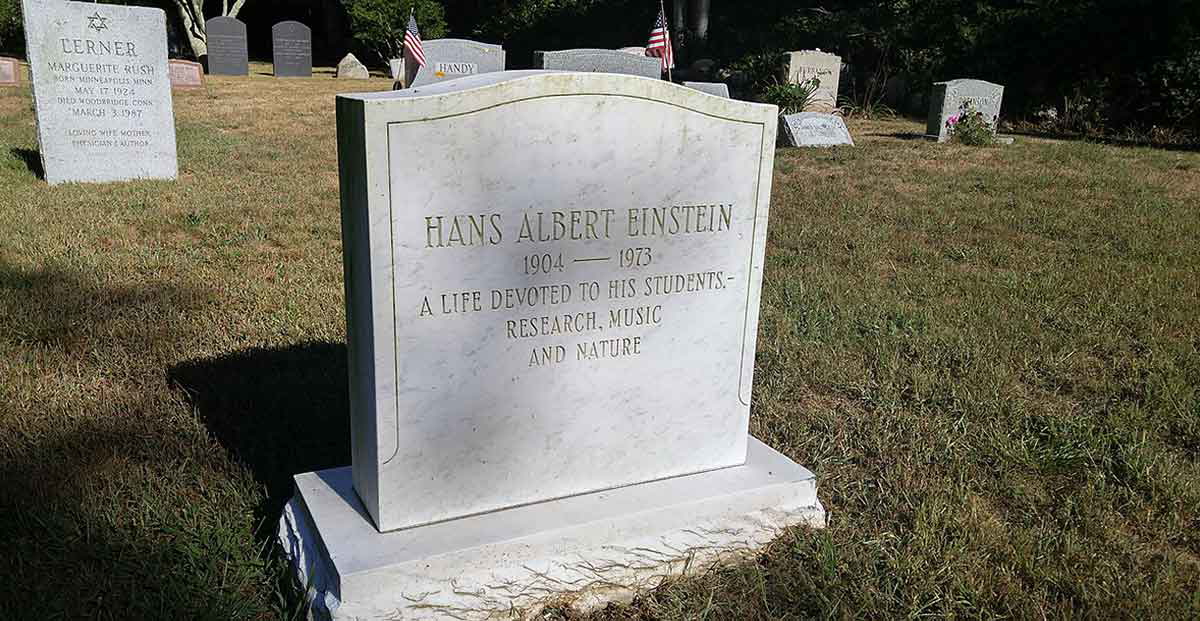 LERNER
MARGUERITE RUSH
BORN MINNEAPOLIS MINN.
MAY 17 1924
DIED WOODBRIDGE CONN.
MARCH 3, 1987
LOVING WIFE MOTHER
PHYSICIAN & AUTHOR
HANDY
HANS ALBERT EINSTEIN
1904 — 1973
A LIFE DEVOTED TO HIS STUDENTS,-
RESEARCH, MUSIC
AND NATURE